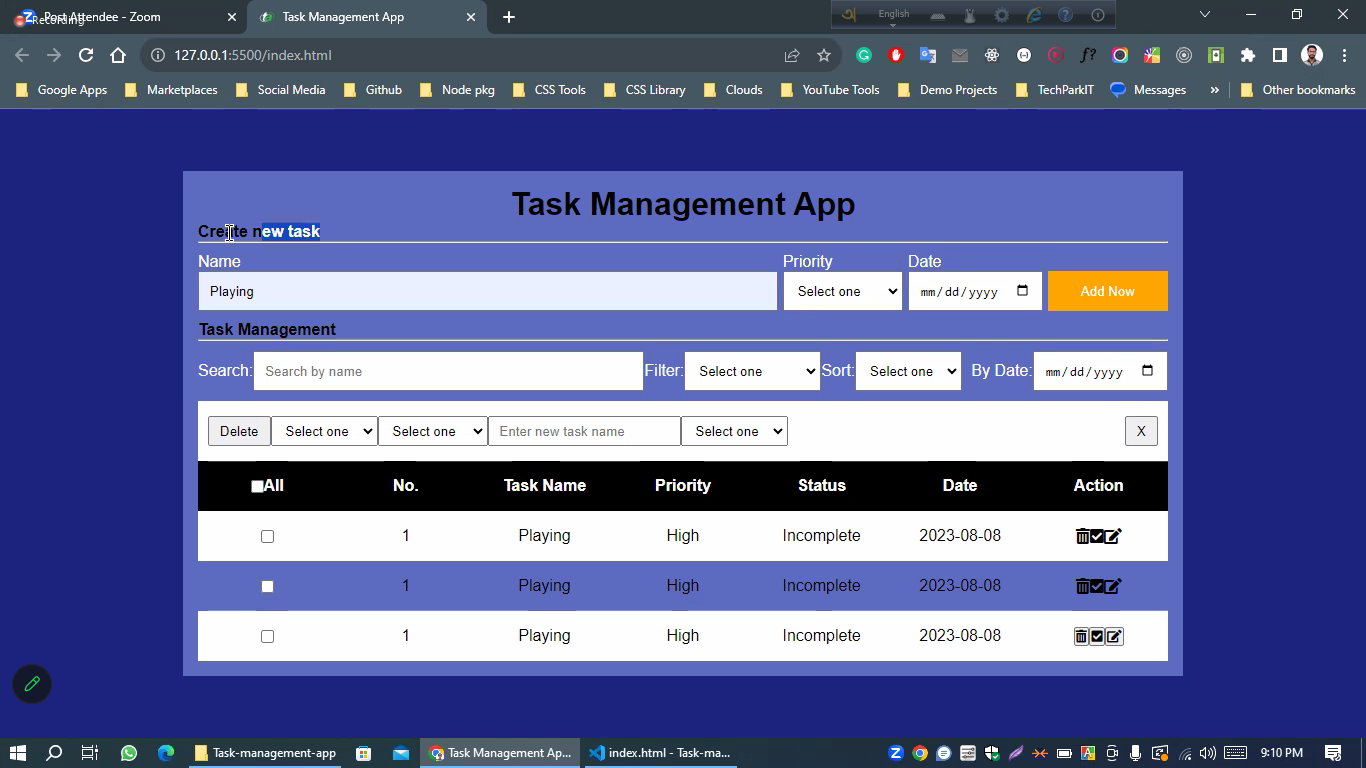 Post Attendee - Zoom
Recording
Task Management App
English
127.0.0.1:5500/index.html
Google Apps Marketplaces Social Media Github Node pkg CSS Tools CSS Library Clouds YouTube Tools Demo Projects TechParkIT Messages » Other bookmarks
Task Management App
Create new task
Name Priority Date
Playing Select one mm/dd/yyyy Add Now
Task Management
Search: Search by name Filter: Select one Sort: Select one By Date: mm/dd/yyyy
Delete Select one Select one Enter new task name Select one X
All No. Task Name Priority Status Date Action
1 Playing High Incomplete 2023-08-08
1 Playing High Incomplete 2023-08-08
1 Playing High Incomplete 2023-08-08
Task-management-app Task Management Ap... index.html - Task-ma... 9:10 PM